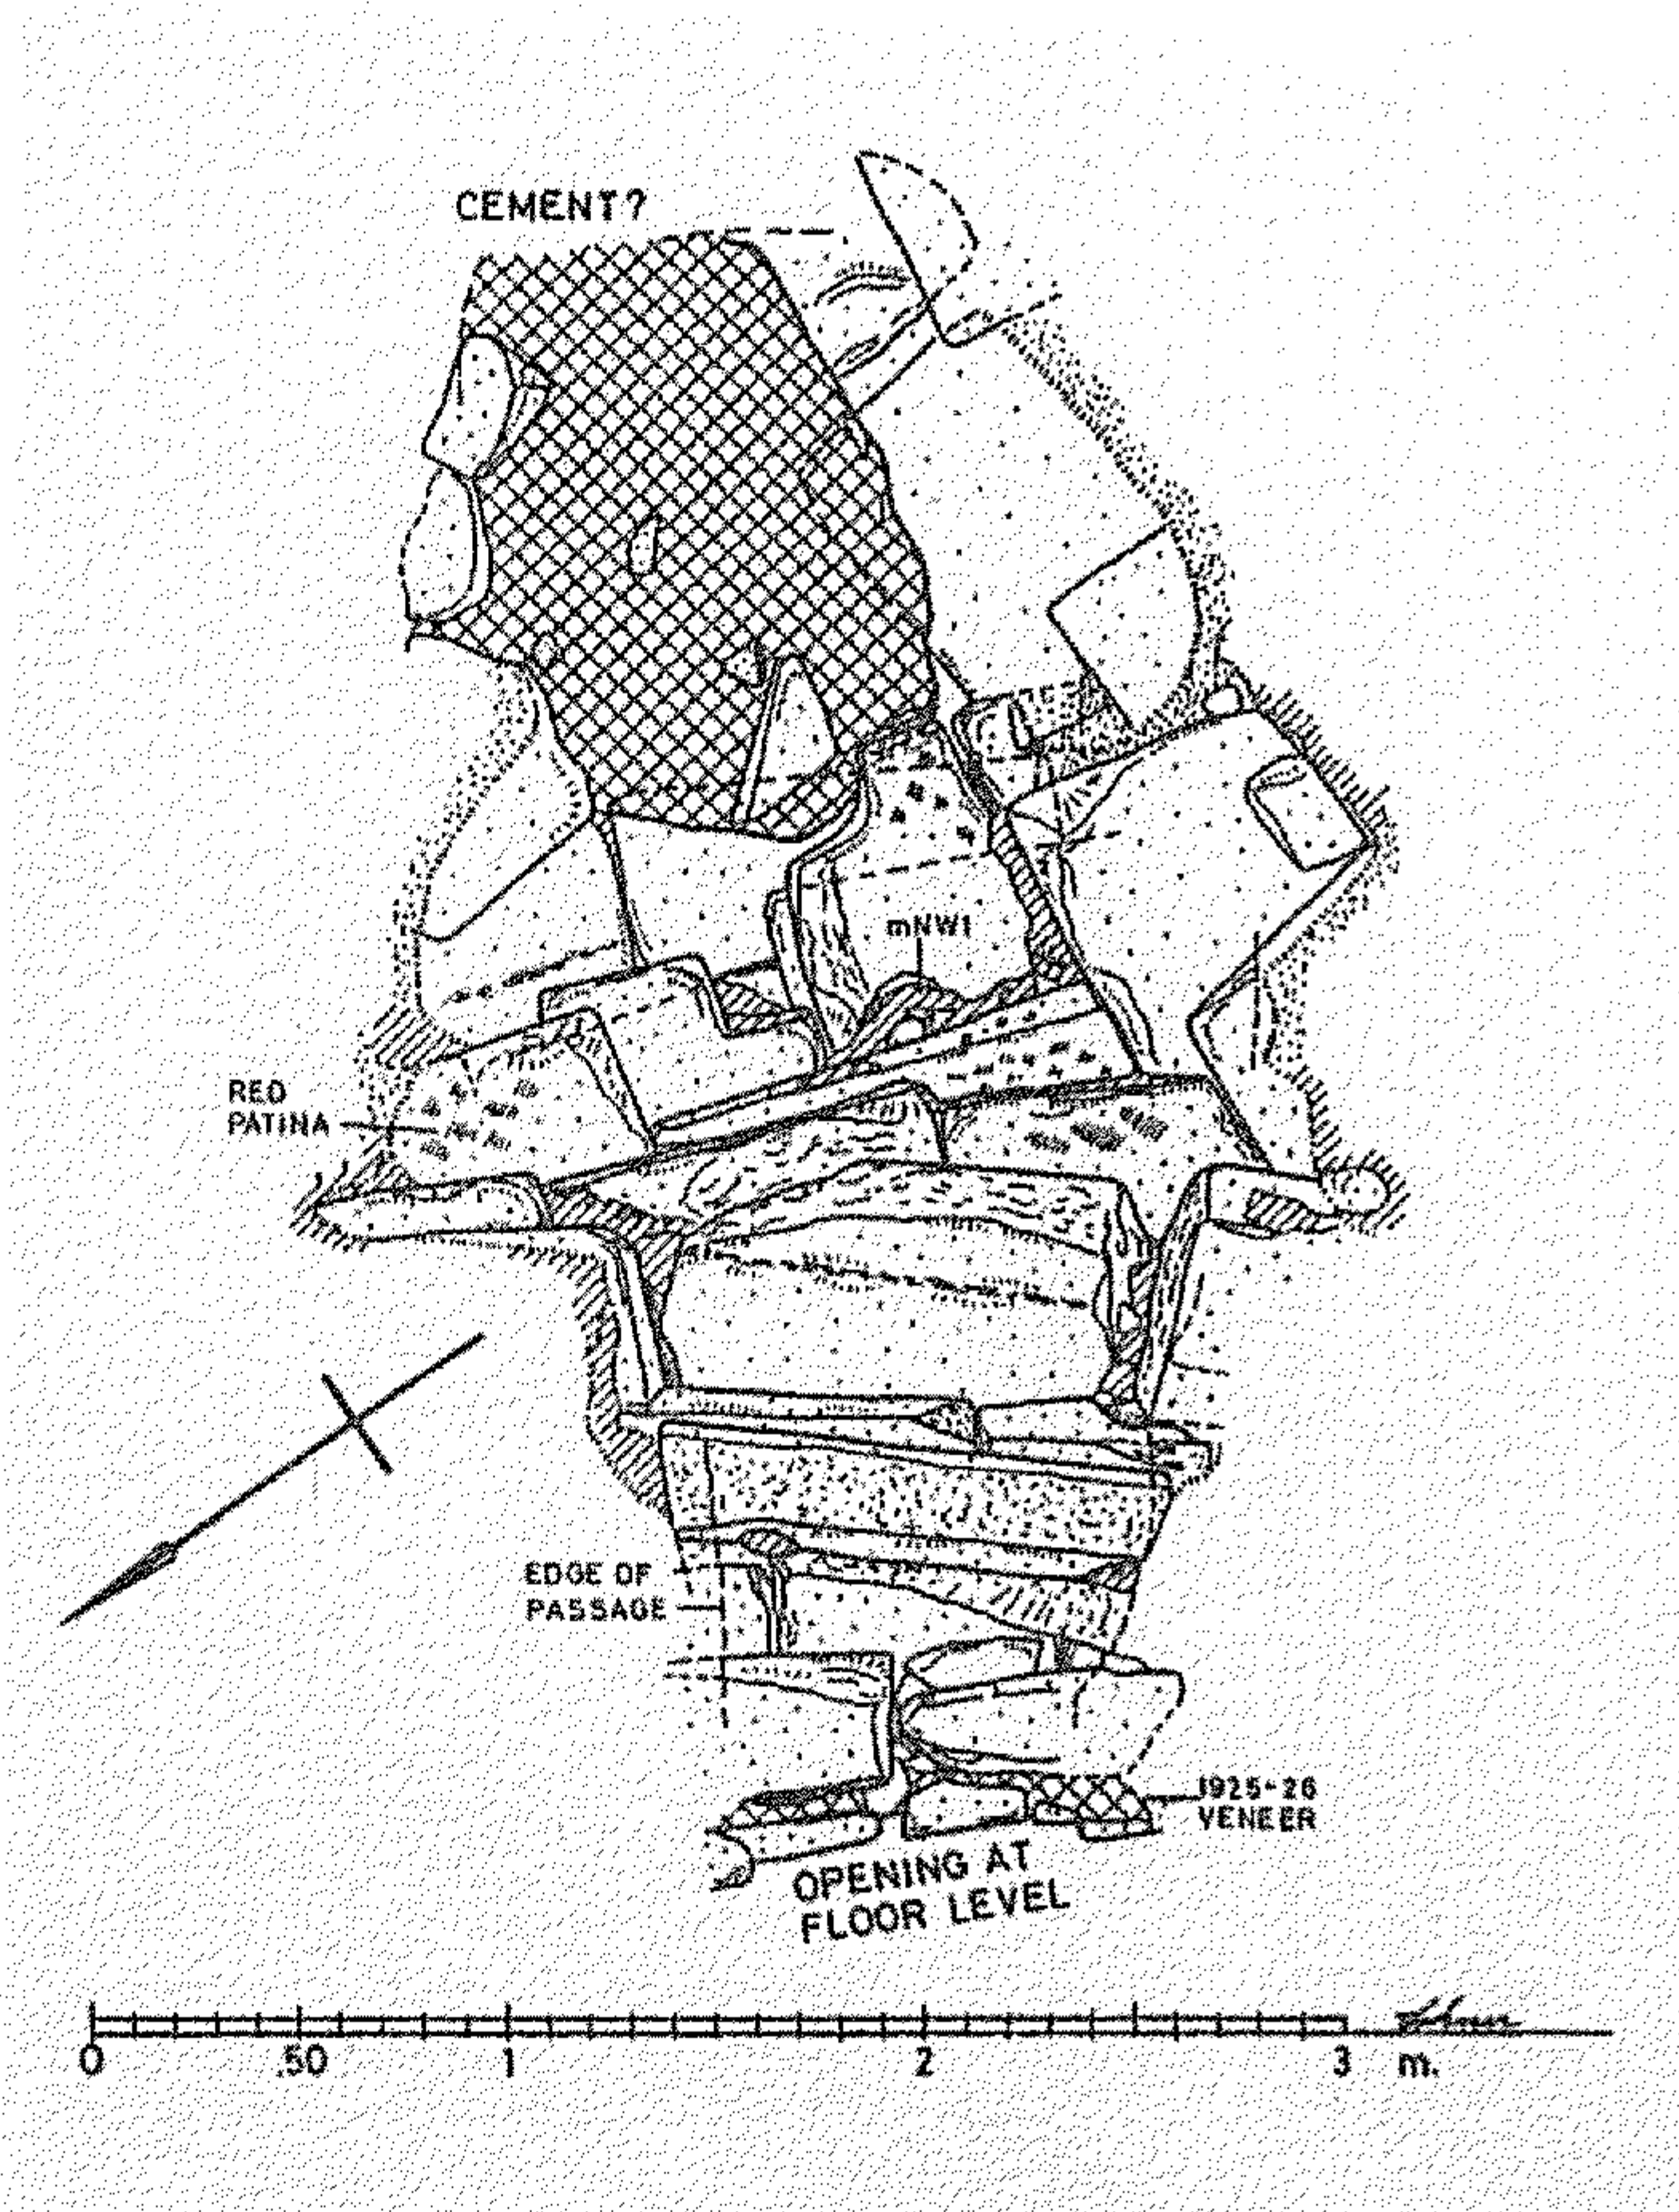 CEMENT?
mNW1
RED
PATINA
EDGE OF
PASSAGE
1925-26
VENEER
OPENING AT
FLOOR LEVEL
0 .50 1 2 3 m.